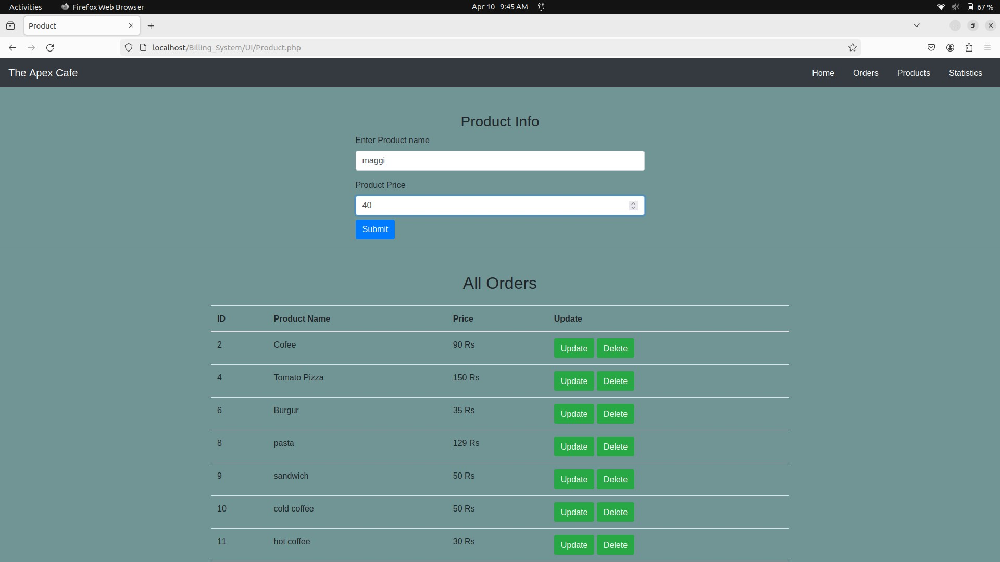 Activities Firefox Web Browser Apr 10 9:45 AM 67 %
Product
localhost/Billing_System/UI/Product.php
The Apex Cafe Home Orders Products Statistics
Product Info
Enter Product name
maggi
Product Price
40
Submit
All Orders
ID Product Name Price Update
2 Cofee 90 Rs Update Delete
4 Tomato Pizza 150 Rs Update Delete
6 Burgur 35 Rs Update Delete
8 pasta 129 Rs Update Delete
9 sandwich 50 Rs Update Delete
10 cold coffee 50 Rs Update Delete
11 hot coffee 30 Rs Update Delete